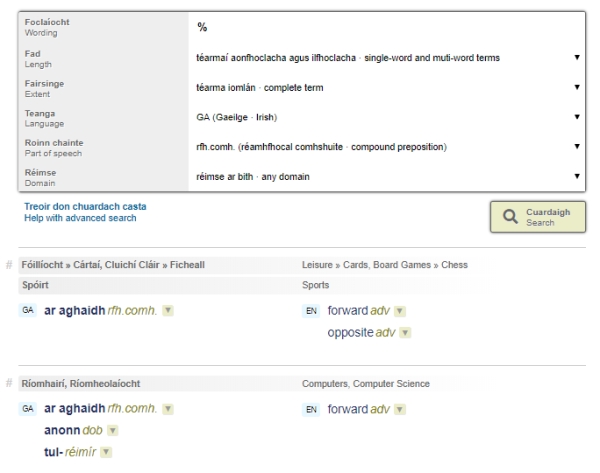 Foclaíocht
Wording
%
Fad
Length
téarmaí aonfhoclacha agus ilfhoclacha · single-word and muti-word terms ▼
Fairsinge
Extent
téarma iomlán · complete term ▼
Teanga
Language
GA (Gaeilge · Irish) ▼
Roinn chainte
Part of speech
rfh.comh. (réamhfhocal comhshuite · compound preposition) ▼
Réimse
Domain
réimse ar bith · any domain ▼
Treoir don chuardach casta
Help with advanced search
Cuardaigh
Search
# Fóillíocht » Cártaí, Cluichí Cláir » Ficheall Leisure » Cards, Board Games » Chess
Spóirt Sports
GA ar aghaidh rfh.comh. ▼ EN forward adv ▼
opposite adv ▼
# Ríomhairí, Ríomheolaíocht Computers, Computer Science
GA ar aghaidh rfh.comh. ▼ EN forward adv ▼
anonn dob ▼
tul- réimír ▼